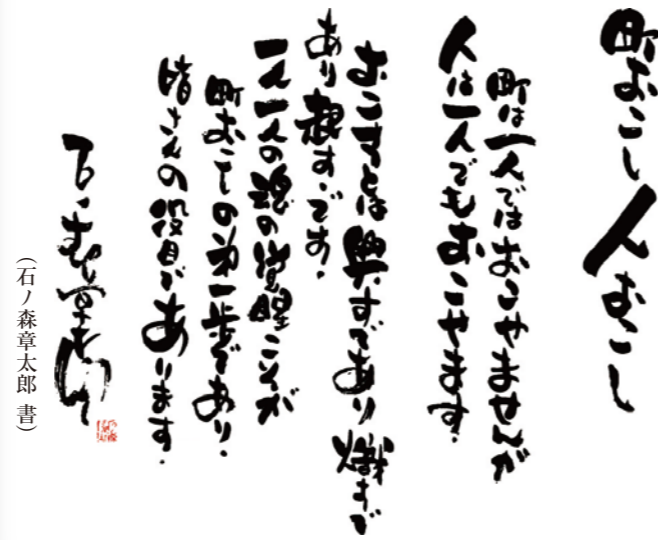 町おこし人おこし
町は一人ではおこせませんが
人は一人でもおこせます。
おこすとは興すであり熾すで
あり起すです。
一人一人の魂の覚醒こそが
町おこしの第一歩であり、
皆さんの役目であります。
石ノ森章太郎
（石ノ森章太郎 書）